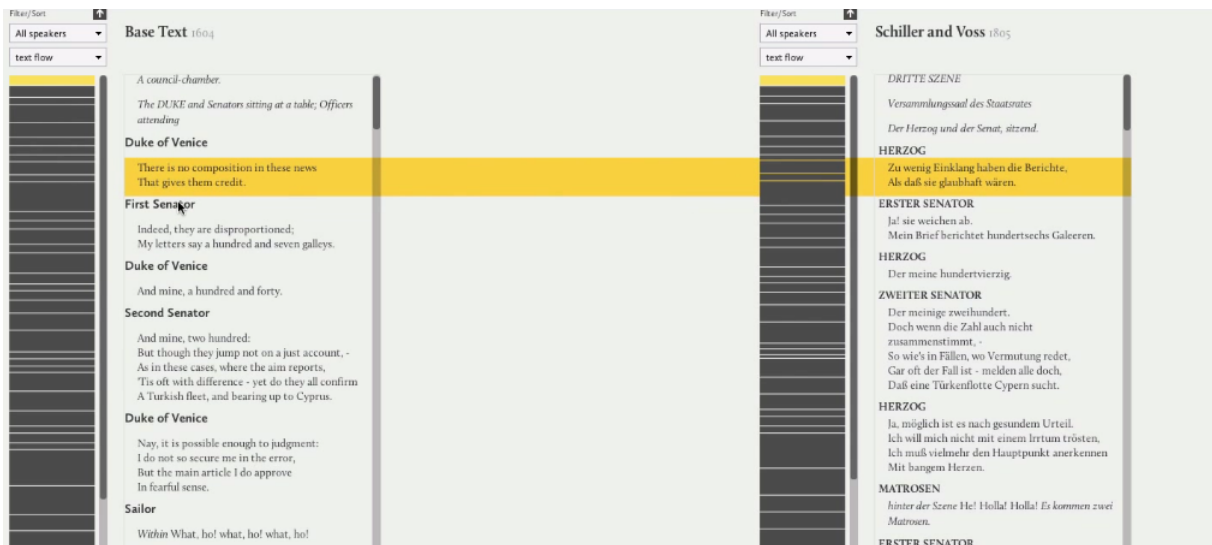 Filter/Sort
All speakers
text flow
Base Text 1604
A council-chamber.
The DUKE and Senators sitting at a table; Officers
attending
Duke of Venice
There is no composition in these news
That gives them credit.
First Senator
Indeed, they are disproportioned;
My letters say a hundred and seven galleys.
Duke of Venice
And mine, a hundred and forty.
Second Senator
And mine, two hundred:
But though they jump not on a just account, -
As in these cases, where the aim reports,
'Tis oft with difference - yet do they all confirm
A Turkish fleet, and bearing up to Cyprus.
Duke of Venice
Nay, it is possible enough to judgment:
I do not so secure me in the error,
But the main article I do approve
In fearful sense.
Sailor
Within What, ho! what, ho! what, ho!
Filter/Sort
All speakers
text flow
Schiller and Voss 1805
DRITTE SZENE
Versammlungssaal des Staatsrates
Der Herzog und der Senat, sitzend.
HERZOG
Zu wenig Einklang haben die Berichte,
Als daß sie glaubhaft wären.
ERSTER SENATOR
Ja! sie weichen ab.
Mein Brief berichtet hundertsechs Galeeren.
HERZOG
Der meine hundertvierzig.
ZWEITER SENATOR
Der meinige zweihundert.
Doch wenn die Zahl auch nicht
zusammenstimmt, -
So wie's in Fällen, wo Vermutung redet,
Gar oft der Fall ist - melden alle doch,
Daß eine Türkenflotte Cypern sucht.
HERZOG
Ja, möglich ist es nach gesundem Urteil.
Ich will mich nicht mit einem Irrtum trösten,
Ich muß vielmehr den Hauptpunkt anerkennen
Mit bangem Herzen.
MATROSEN
hinter der Szene He! Holla! Holla! Es kommen zwei
Matrosen.
ERSTER SENATOR